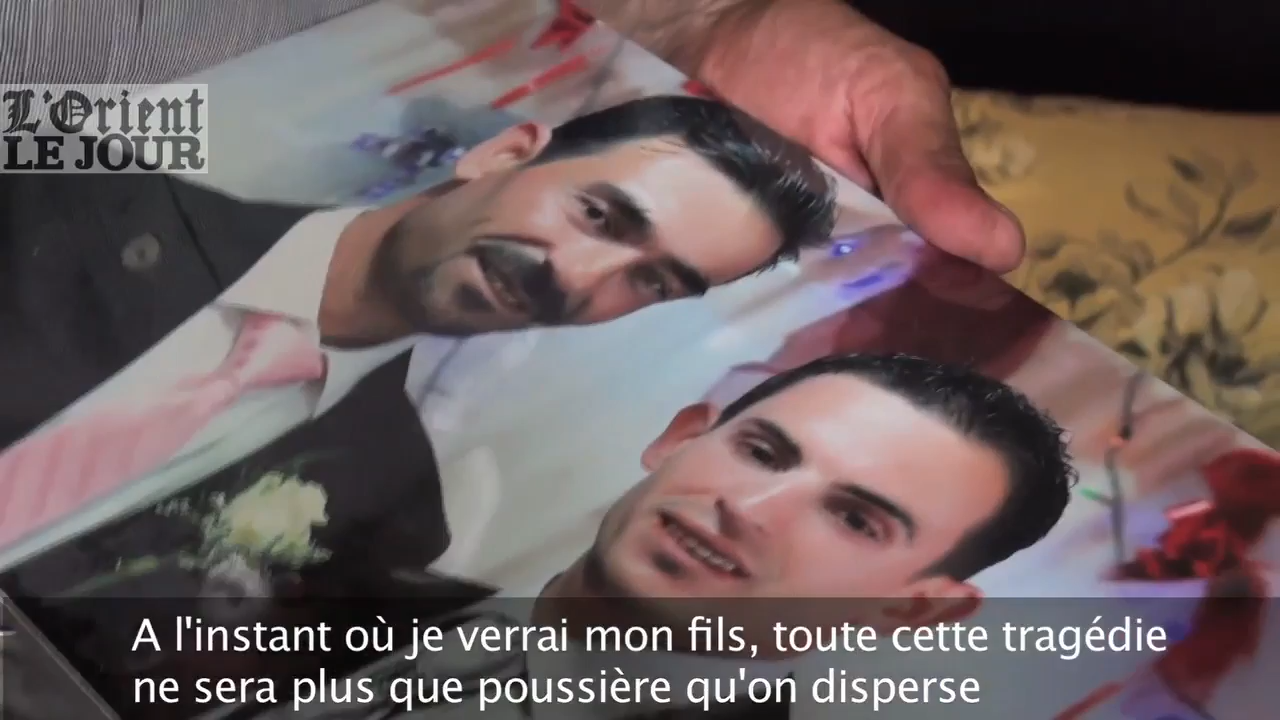 L'Orient
LE JOUR
A l'instant où je verrai mon fils, toute cette tragédie
ne sera plus que poussière qu'on disperse